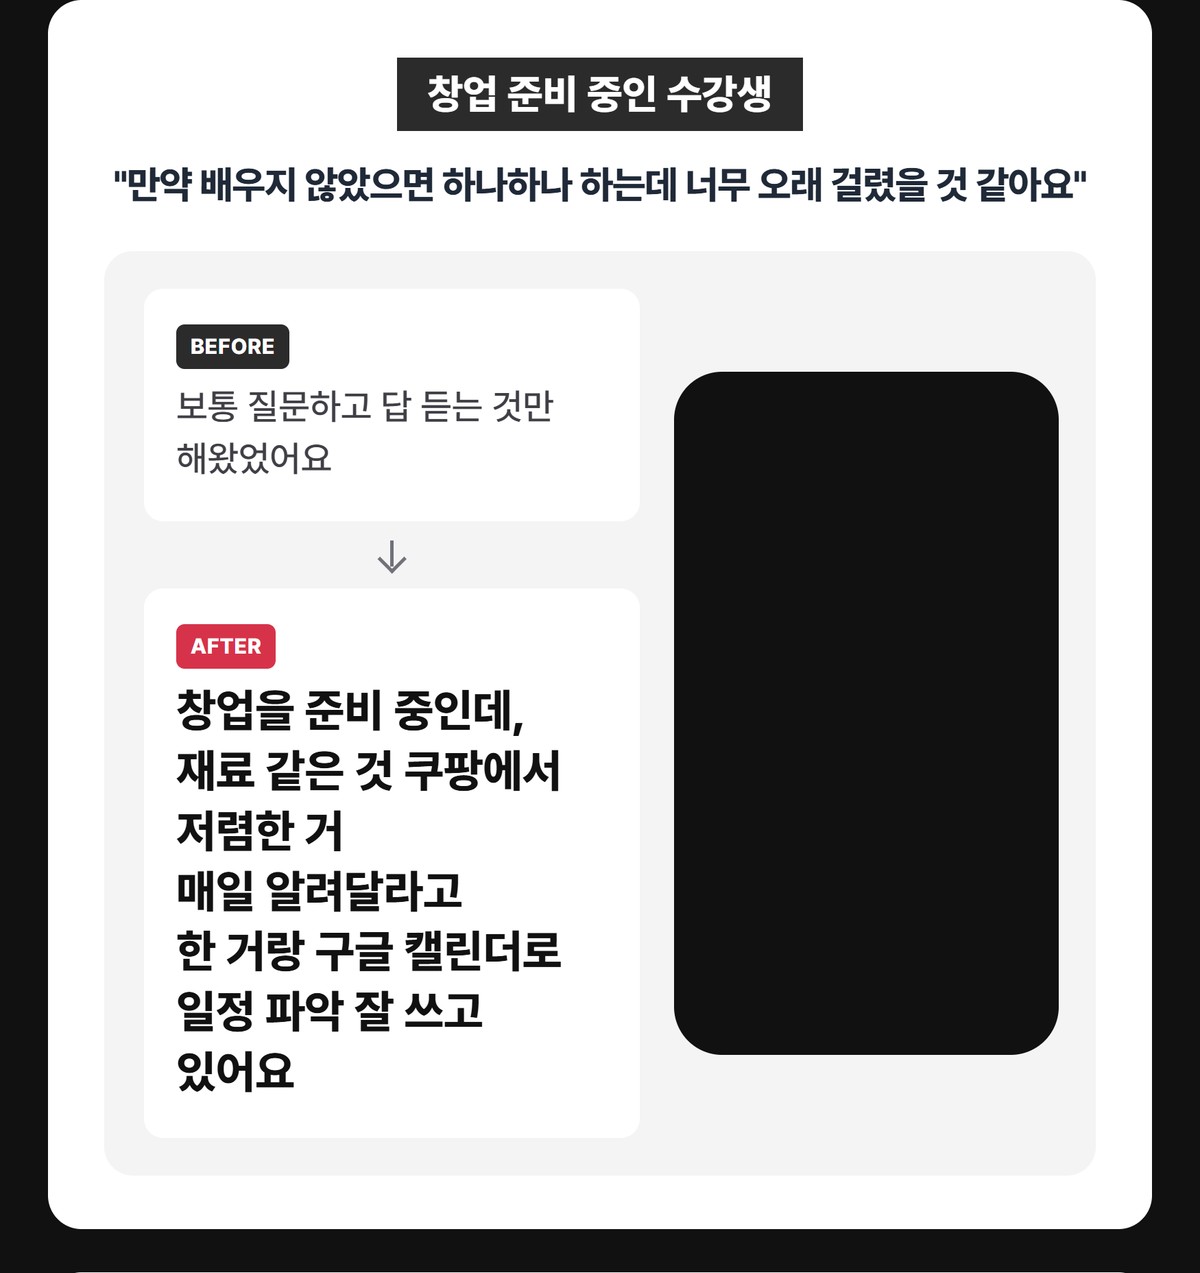 창업 준비 중인 수강생
"만약 배우지 않았으면 하나하나 하는데 너무 오래 걸렸을 것 같아요"
BEFORE
보통 질문하고 답 듣는 것만
해왔었어요
AFTER
창업을 준비 중인데,
재료 같은 것 쿠팡에서
저렴한 거
매일 알려달라고
한 거랑 구글 캘린더로
일정 파악 잘 쓰고
있어요